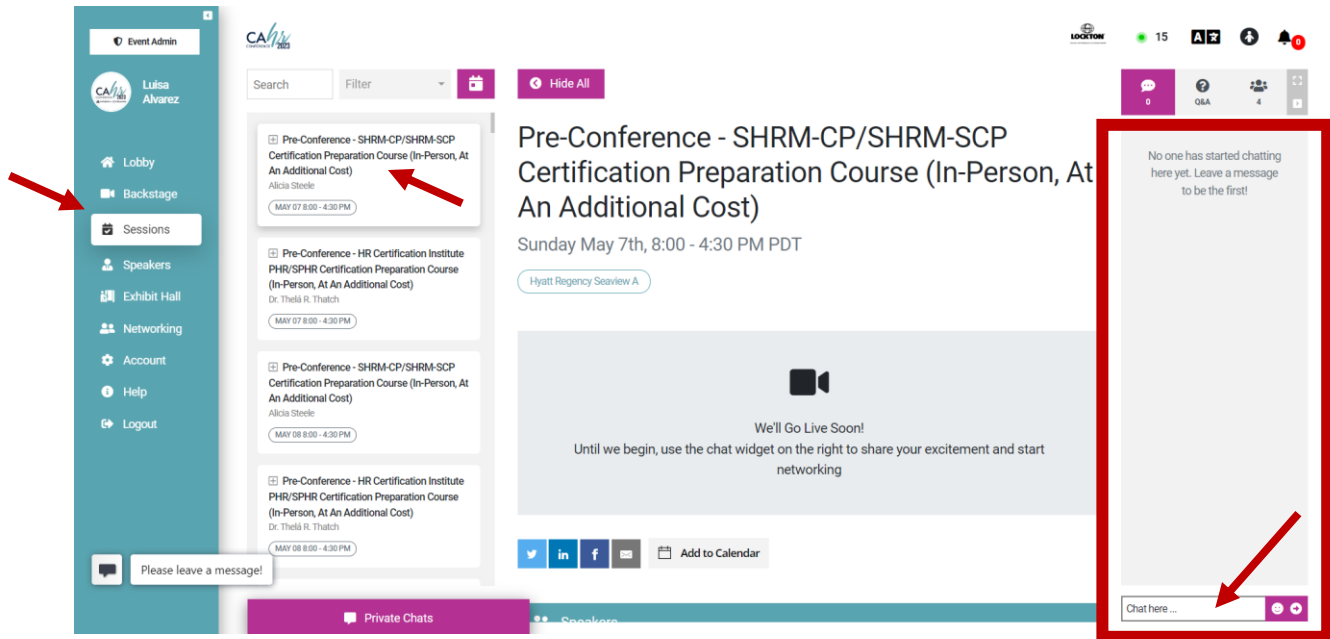 Event Admin
CAhr
CONFERENCE
Luisa
Alvarez
Lobby
Backstage
Sessions
Speakers
Exhibit Hall
Networking
Account
Help
Logout
Please leave a message!
Search
Filter
Pre-Conference - SHRM-CP/SHRM-SCP
Certification Preparation Course (In-Person, At
An Additional Cost)
Alicia Steele
MAY 07 8:00 - 4:30 PM
Pre-Conference - HR Certification Institute
PHR/SPHR Certification Preparation Course
(In-Person, At An Additional Cost)
Dr. Thelá R. Thatch
MAY 07 8:00 - 4:30 PM
Pre-Conference - SHRM-CP/SHRM-SCP
Certification Preparation Course (In-Person, At
An Additional Cost)
Alicia Steele
MAY 08 8:00 - 4:30 PM
Pre-Conference - HR Certification Institute
PHR/SPHR Certification Preparation Course
(In-Person, At An Additional Cost)
Dr. Thelá R. Thatch
MAY 08 8:00 - 4:30 PM
Private Chats
Hide All
Pre-Conference - SHRM-CP/SHRM-SCP
Certification Preparation Course (In-Person, At
An Additional Cost)
Sunday May 7th, 8:00 - 4:30 PM PDT
Hyatt Regency Seaview A
We'll Go Live Soon!
Until we begin, use the chat widget on the right to share your excitement and start
networking
Add to Calendar
Speakers
LOCKTON
15
A文
0
0
Q&A
4
No one has started chatting
here yet. Leave a message
to be the first!
Chat here ...